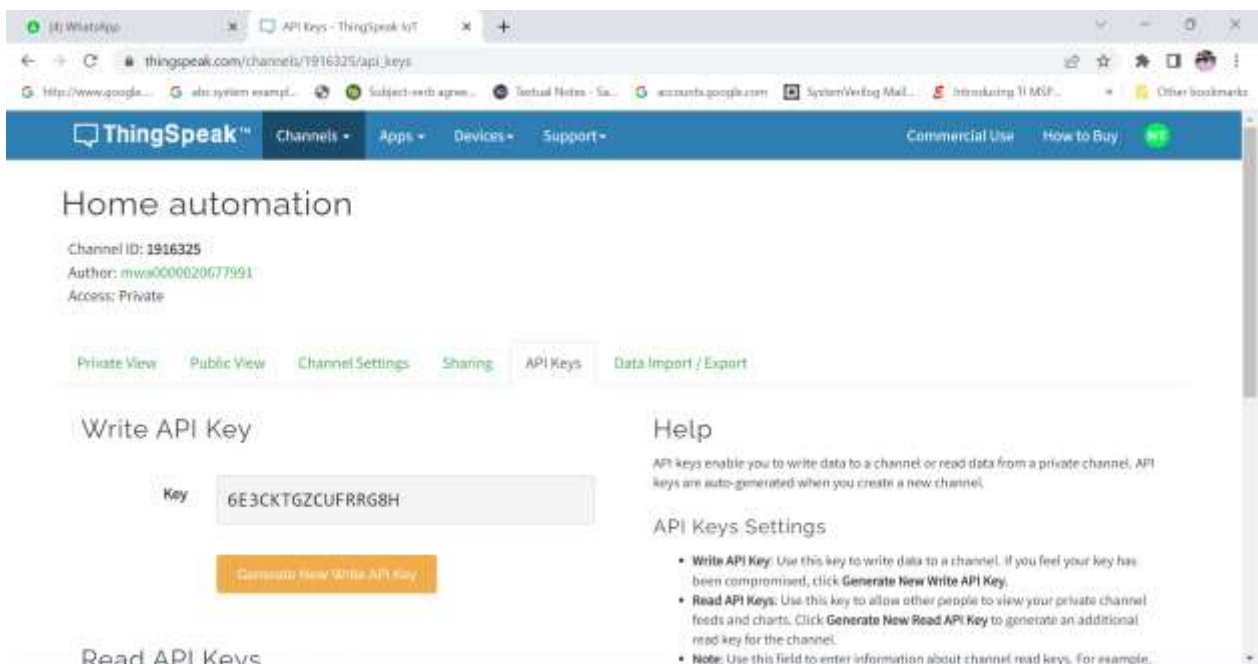 (4) WhatsApp
API Keys - ThingSpeak IoT
thingspeak.com/channels/1916325/api_keys
http://www.google....
abc system exampl...
Subject-verb agree...
Textual Notes - Sa...
accounts.google.com
SystemVerilog Mail...
Introducing TI MSP...
Other bookmarks
ThingSpeak™
Channels
Apps
Devices
Support
Commercial Use
How to Buy
Home automation
Channel ID: 1916325
Author: mwa0000020677991
Access: Private
Private View
Public View
Channel Settings
Sharing
API Keys
Data Import / Export
Write API Key
Key
6E3CKTGZCUFRRG8H
Generate New Write API Key
Read API Keys
Help
API keys enable you to write data to a channel or read data from a private channel. API
keys are auto-generated when you create a new channel.
API Keys Settings
• Write API Key: Use this key to write data to a channel. If you feel your key has
been compromised, click Generate New Write API Key.
• Read API Keys: Use this key to allow other people to view your private channel
feeds and charts. Click Generate New Read API Key to generate an additional
read key for the channel.
• Note: Use this field to enter information about channel read keys. For example,